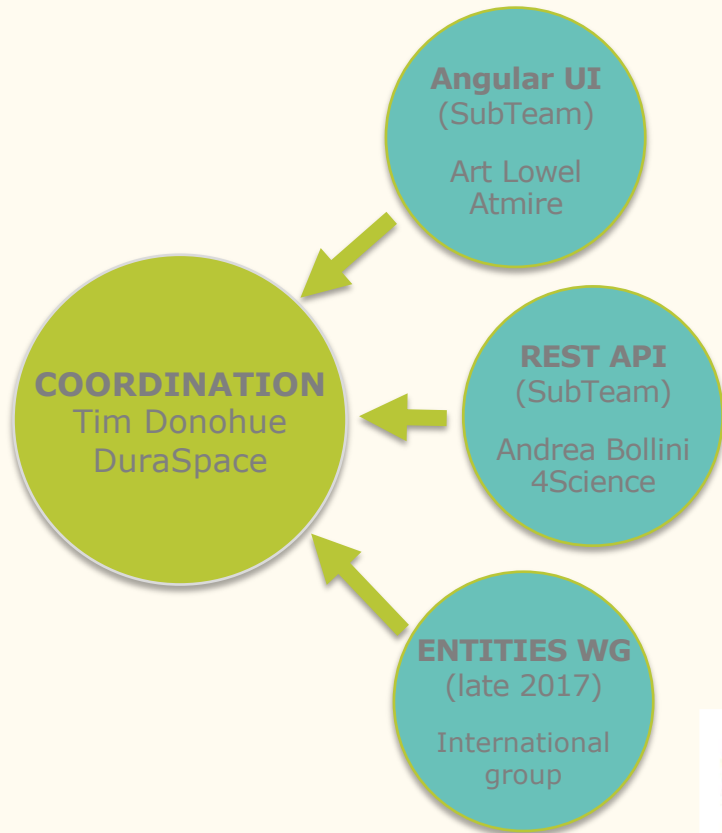 Angular UI
(SubTeam)
Art Lowel
Atmire
COORDINATION
Tim Donohue
DuraSpace
REST API
(SubTeam)
Andrea Bollini
4Science
ENTITIES WG
(late 2017)
International
group